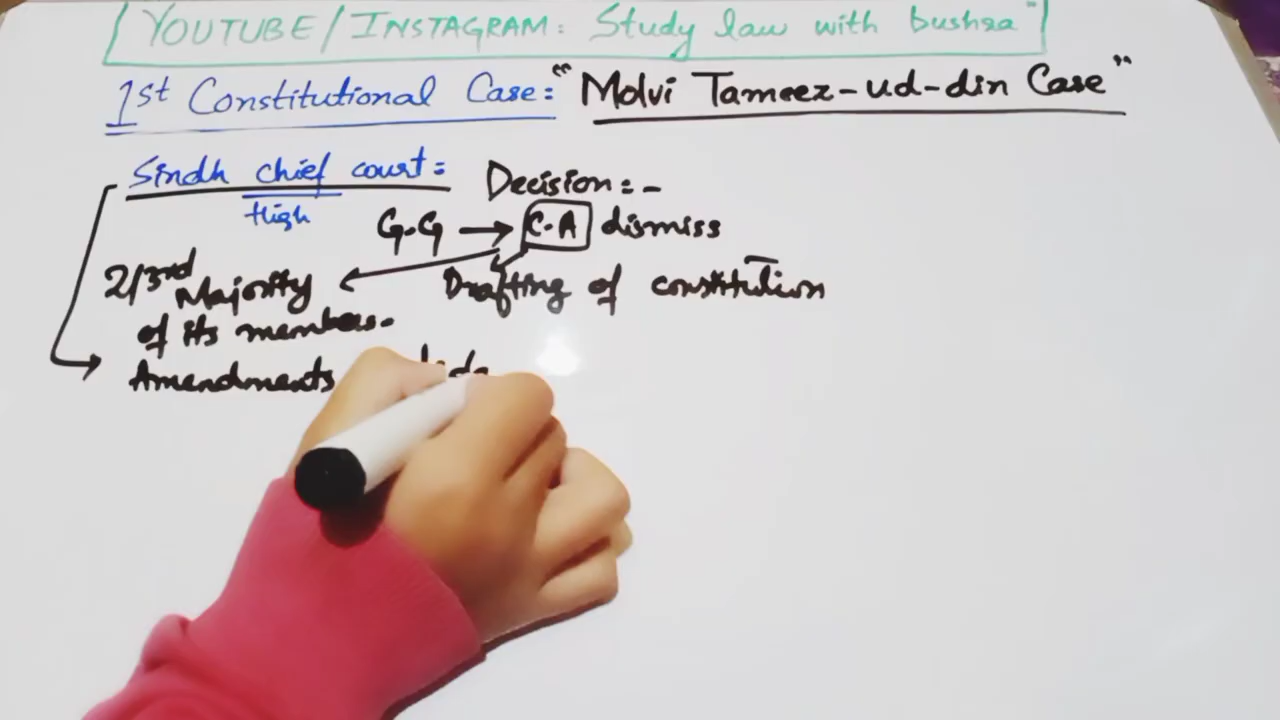 YOUTUBE/INSTAGRAM: Study law with bushra"
1st Constitutional Case: "Molvi Tameez-ud-din Case"
Sindh chief court:
High
Decision:-
G.G → C.A dismiss
2/3rd Majority
of its members.
Drafting of constitution
Amendments